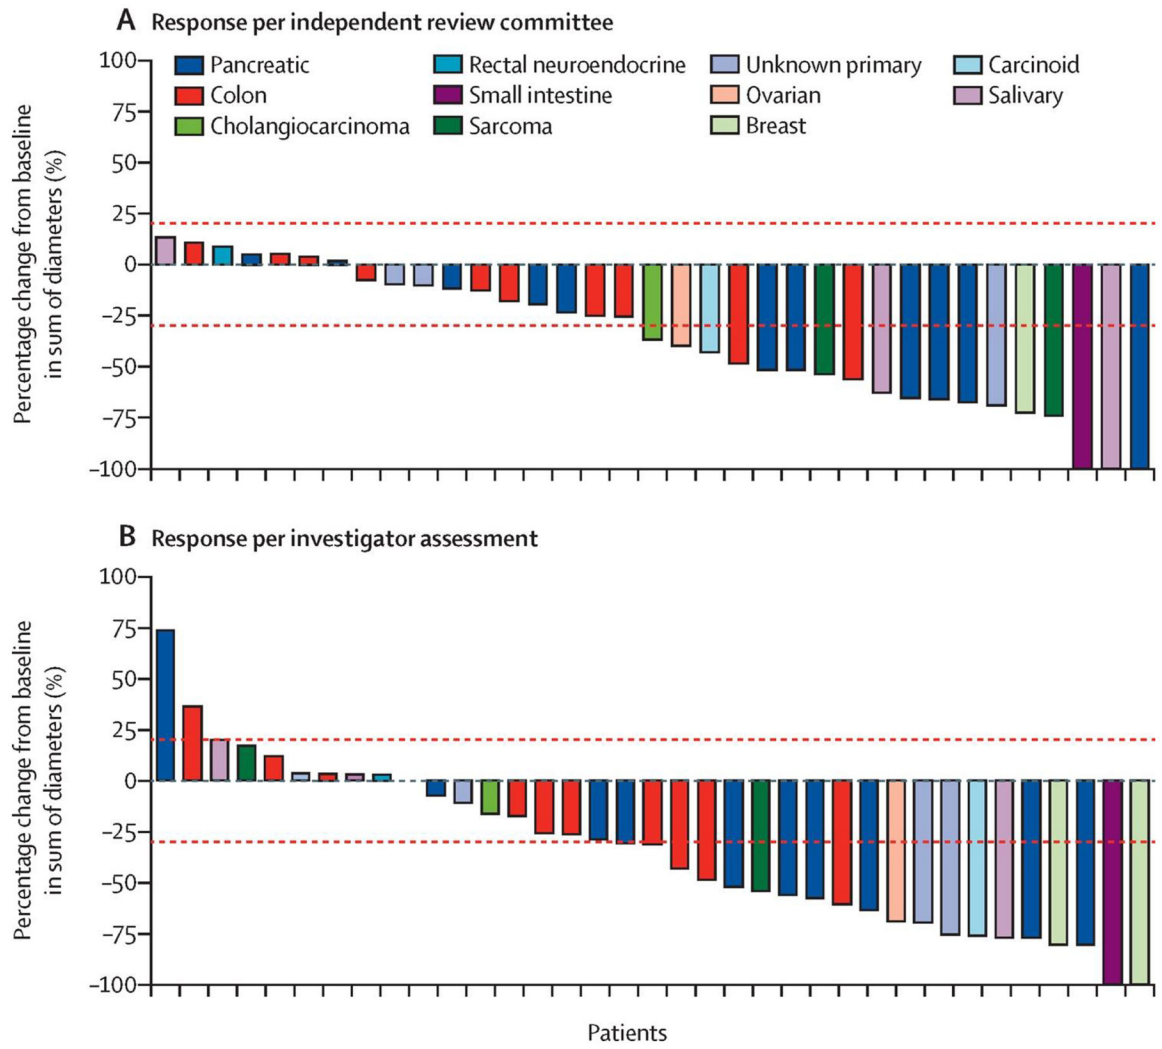 A Response per independent review committee
100
75
50
25
0
–25
–50
–75
–100
Percentage change from baseline
in sum of diameters (%)
Pancreatic
Colon
Cholangiocarcinoma
Rectal neuroendocrine
Small intestine
Sarcoma
Unknown primary
Ovarian
Breast
Carcinoid
Salivary
B Response per investigator assessment
100
75
50
25
0
–25
–50
–75
–100
Percentage change from baseline
in sum of diameters (%)
Patients